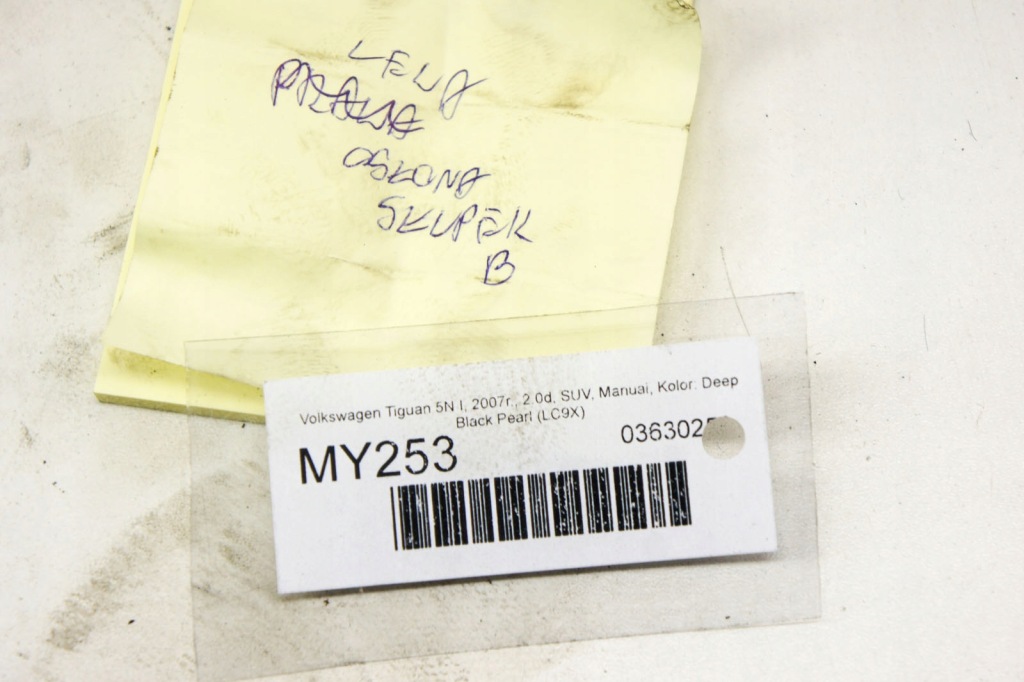 LEWA
PRAWA
OSŁONA
SŁUPEK
B
Volkswagen Tiguan 5N I, 2007r., 2.0d, SUV, Manual, Kolor: Deep
Black Pearl (LC9X)
MY253
036302